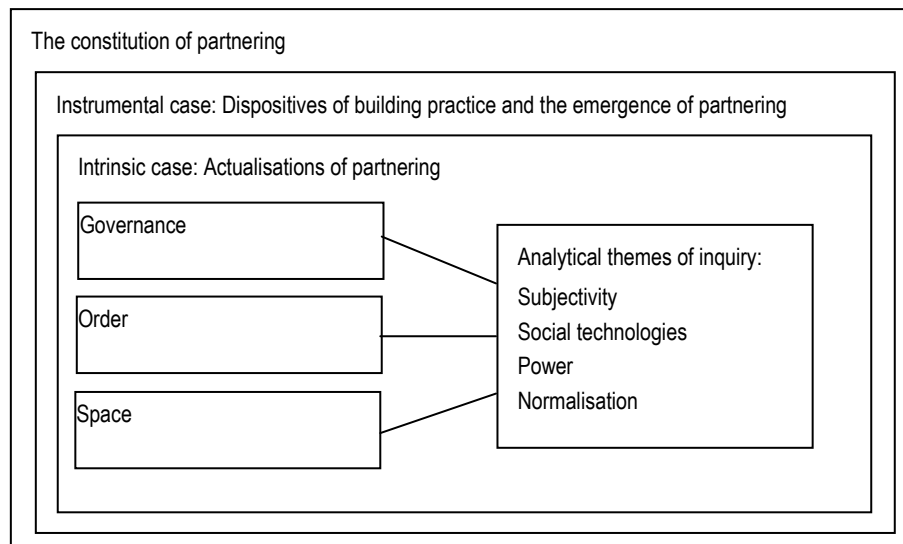 The constitution of partnering
Instrumental case: Dispositives of building practice and the emergence of partnering
Intrinsic case: Actualisations of partnering
Governance
Order
Space
Analytical themes of inquiry:
Subjectivity
Social technologies
Power
Normalisation